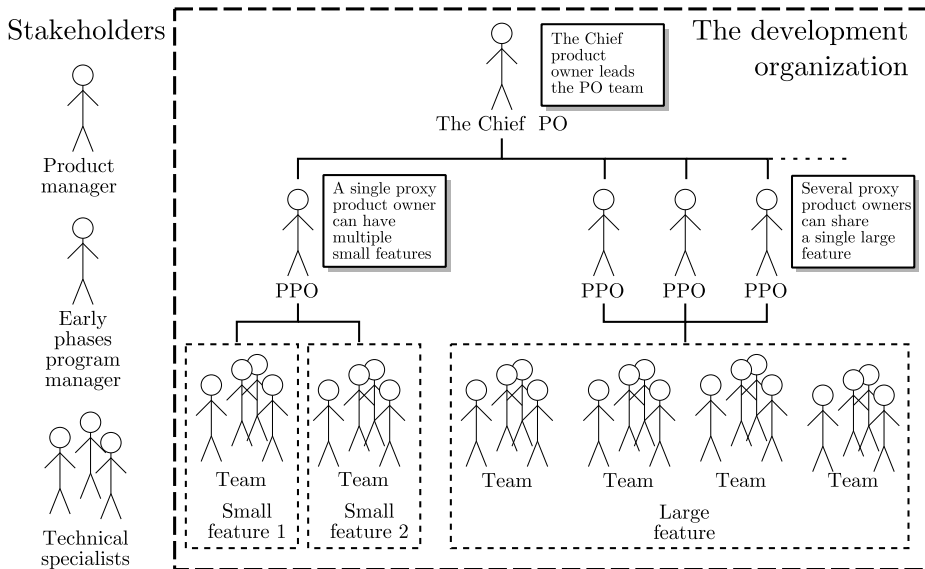 Stakeholders
The development
organization
The Chief
product
owner leads
the PO team
The Chief PO
Product
manager
A single proxy
product owner
can have
multiple
small features
Several proxy
product owners
can share
a single large
feature
PPO
PPO
PPO
PPO
Early
phases
program
manager
Team
Team
Team
Team
Team
Team
Small
feature 1
Small
feature 2
Large
feature
Technical
specialists